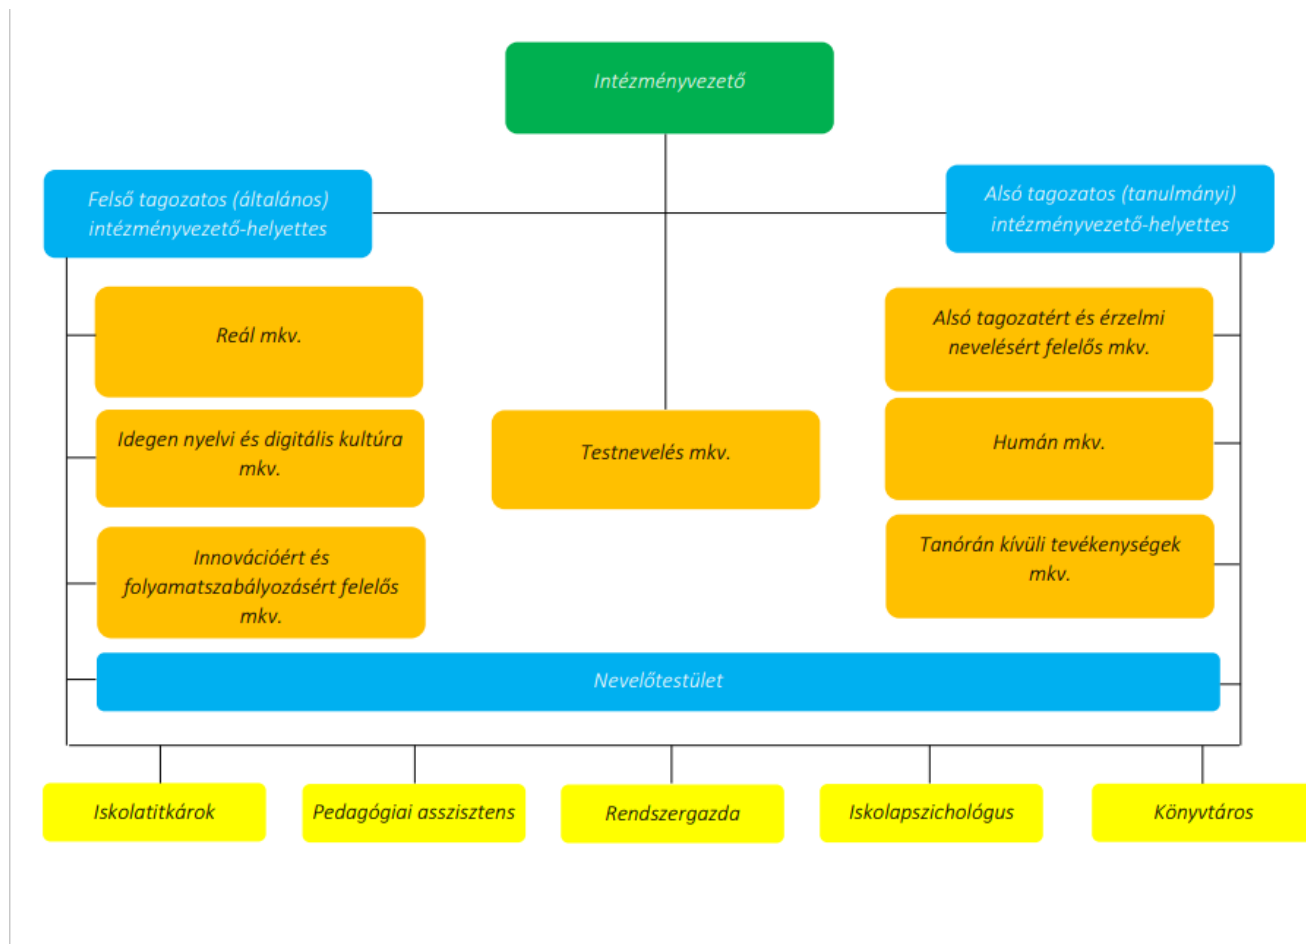 Intézményvezető
Felső tagozatos (általános)
intézményvezető-helyettes
Alsó tagozatos (tanulmányi)
intézményvezető-helyettes
Reál mkv.
Alsó tagozatért és érzelmi
nevelésért felelős mkv.
Idegen nyelvi és digitális kultúra
mkv.
Testnevelés mkv.
Humán mkv.
Innovációért és
folyamatszabályozásért felelős
mkv.
Tanórán kívüli tevékenységek
mkv.
Nevelőtestület
Iskolatitkárok
Pedagógiai asszisztens
Rendszergazda
Iskolapszichológus
Könyvtáros